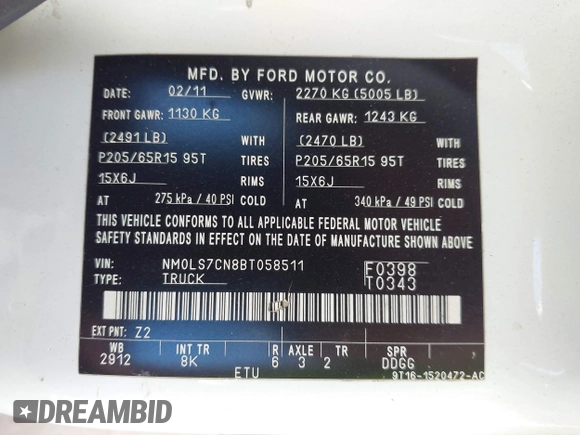 MFD. BY FORD MOTOR CO.
DATE: 02/11 GVWR: 2270 KG (5005 LB)
FRONT GAWR: 1130 KG REAR GAWR: 1243 KG
(2491 LB) WITH (2470 LB) WITH
P205/65R15 95T TIRES P205/65R15 95T TIRES
15X6J RIMS 15X6J RIMS
AT 275 kPa / 40 PSI COLD AT 340 kPa / 49 PSI COLD
THIS VEHICLE CONFORMS TO ALL APPLICABLE FEDERAL MOTOR VEHICLE
SAFETY STANDARDS IN EFFECT ON THE DATE OF MANUFACTURE SHOWN ABOVE
VIN: NM0LS7CN8BT058511 F0398
TYPE: TRUCK T0343
EXT PNT: Z2
WB INT TR R AXLE TR SPR
2912 8K 6 3 2 DDGG
ETU 9T16-1520472-AC
DREAMBID